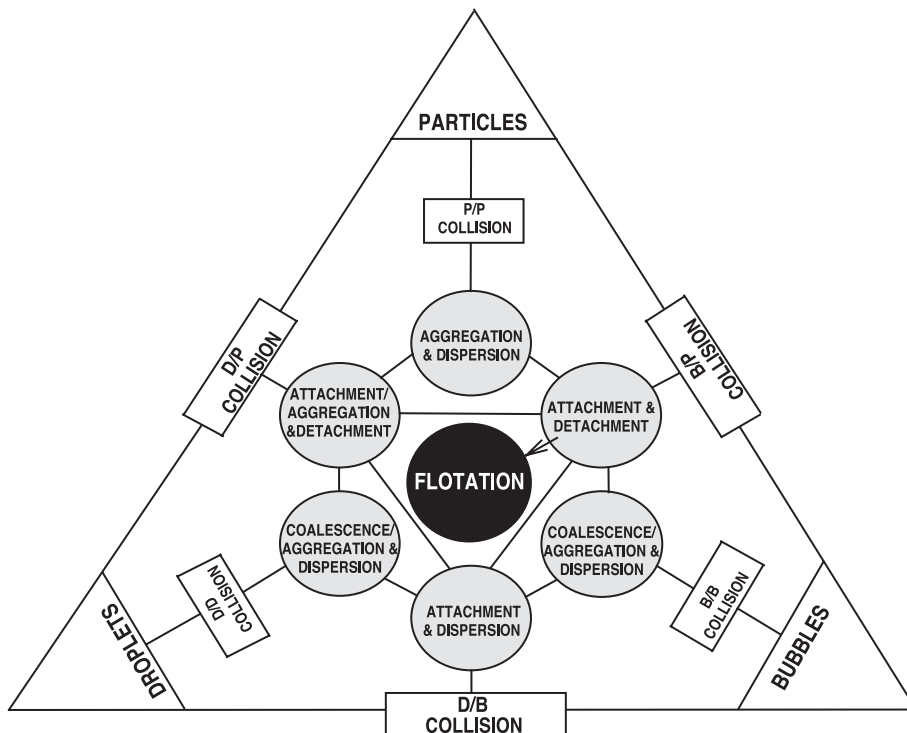 PARTICLES
P/P
COLLISION
AGGREGATION
& DISPERSION
D/P
COLLISION
B/P
COLLISION
ATTACHMENT/
AGGREGATION
&DETACHMENT
ATTACHMENT &
DETACHMENT
FLOTATION
COALESCENCE/
AGGREGATION &
DISPERSION
COALESCENCE/
AGGREGATION &
DISPERSION
D/D
COLLISION
B/B
COLLISION
ATTACHMENT
& DISPERSION
DROPLETS
BUBBLES
D/B
COLLISION